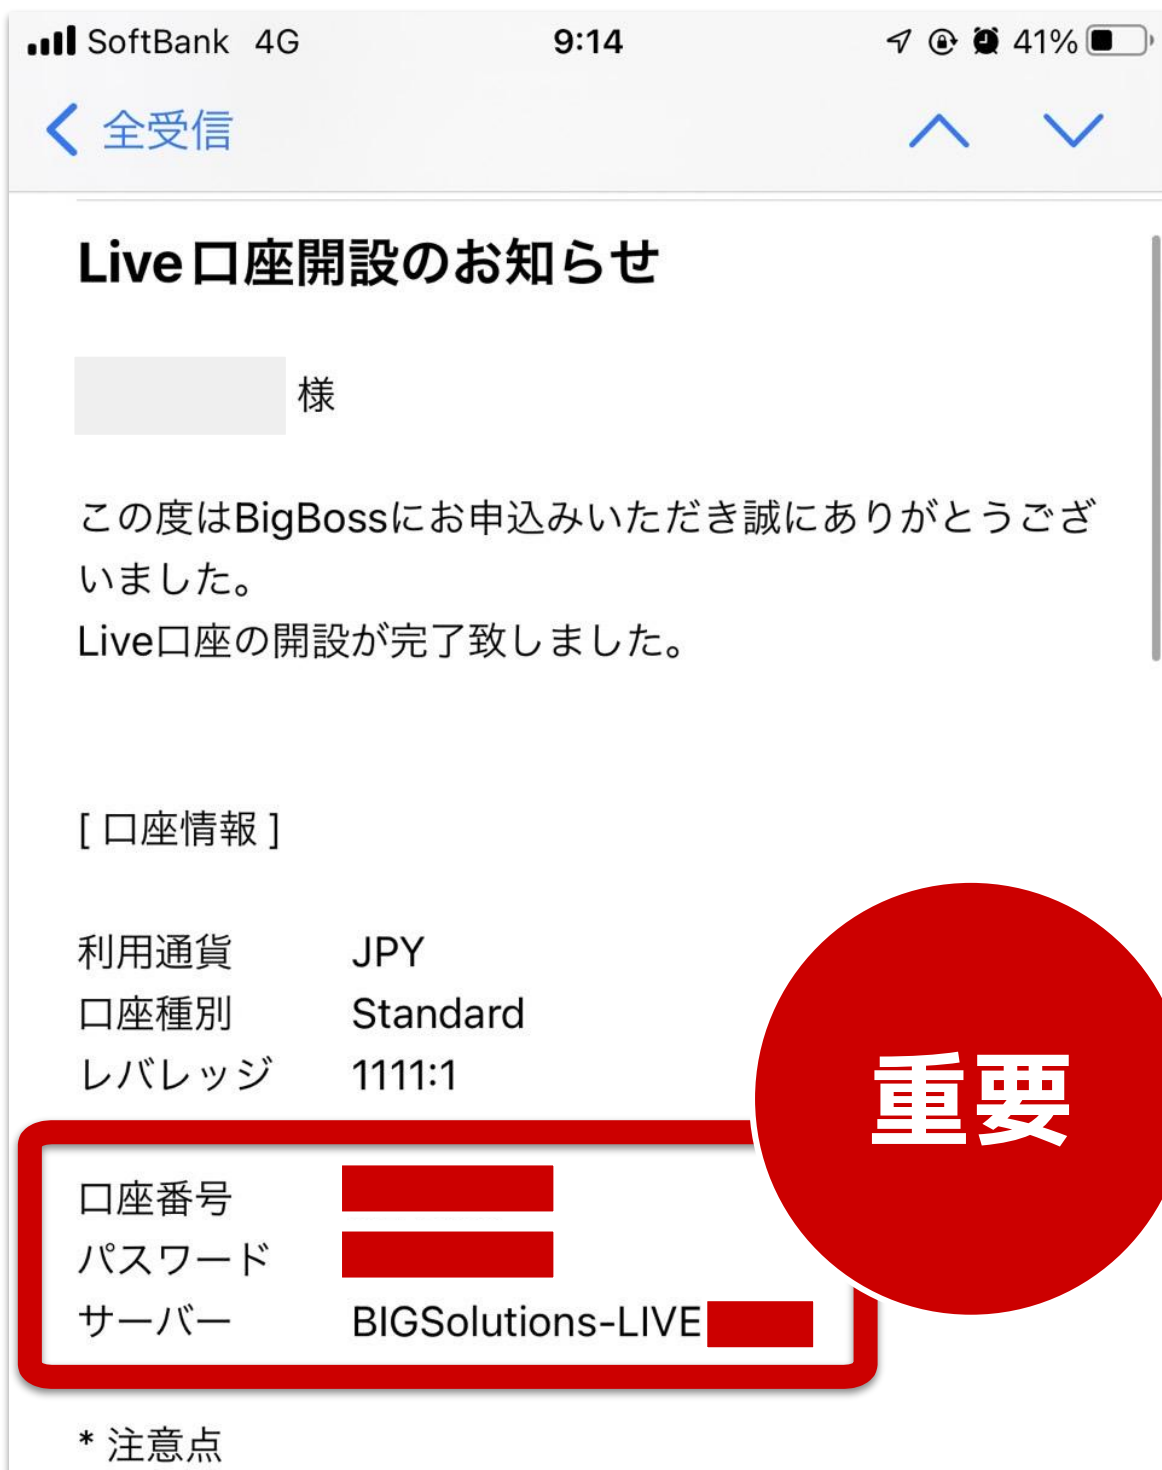 SoftBank 4G 9:14 41%
全受信
Live口座開設のお知らせ
様
この度はBigBossにお申込みいただき誠にありがとうござ
いました。
Live口座の開設が完了致しました。
[ 口座情報 ]
利用通貨 JPY
口座種別 Standard
レバレッジ 1111:1
重要
口座番号
パスワード
サーバー BIGSolutions-LIVE
* 注意点